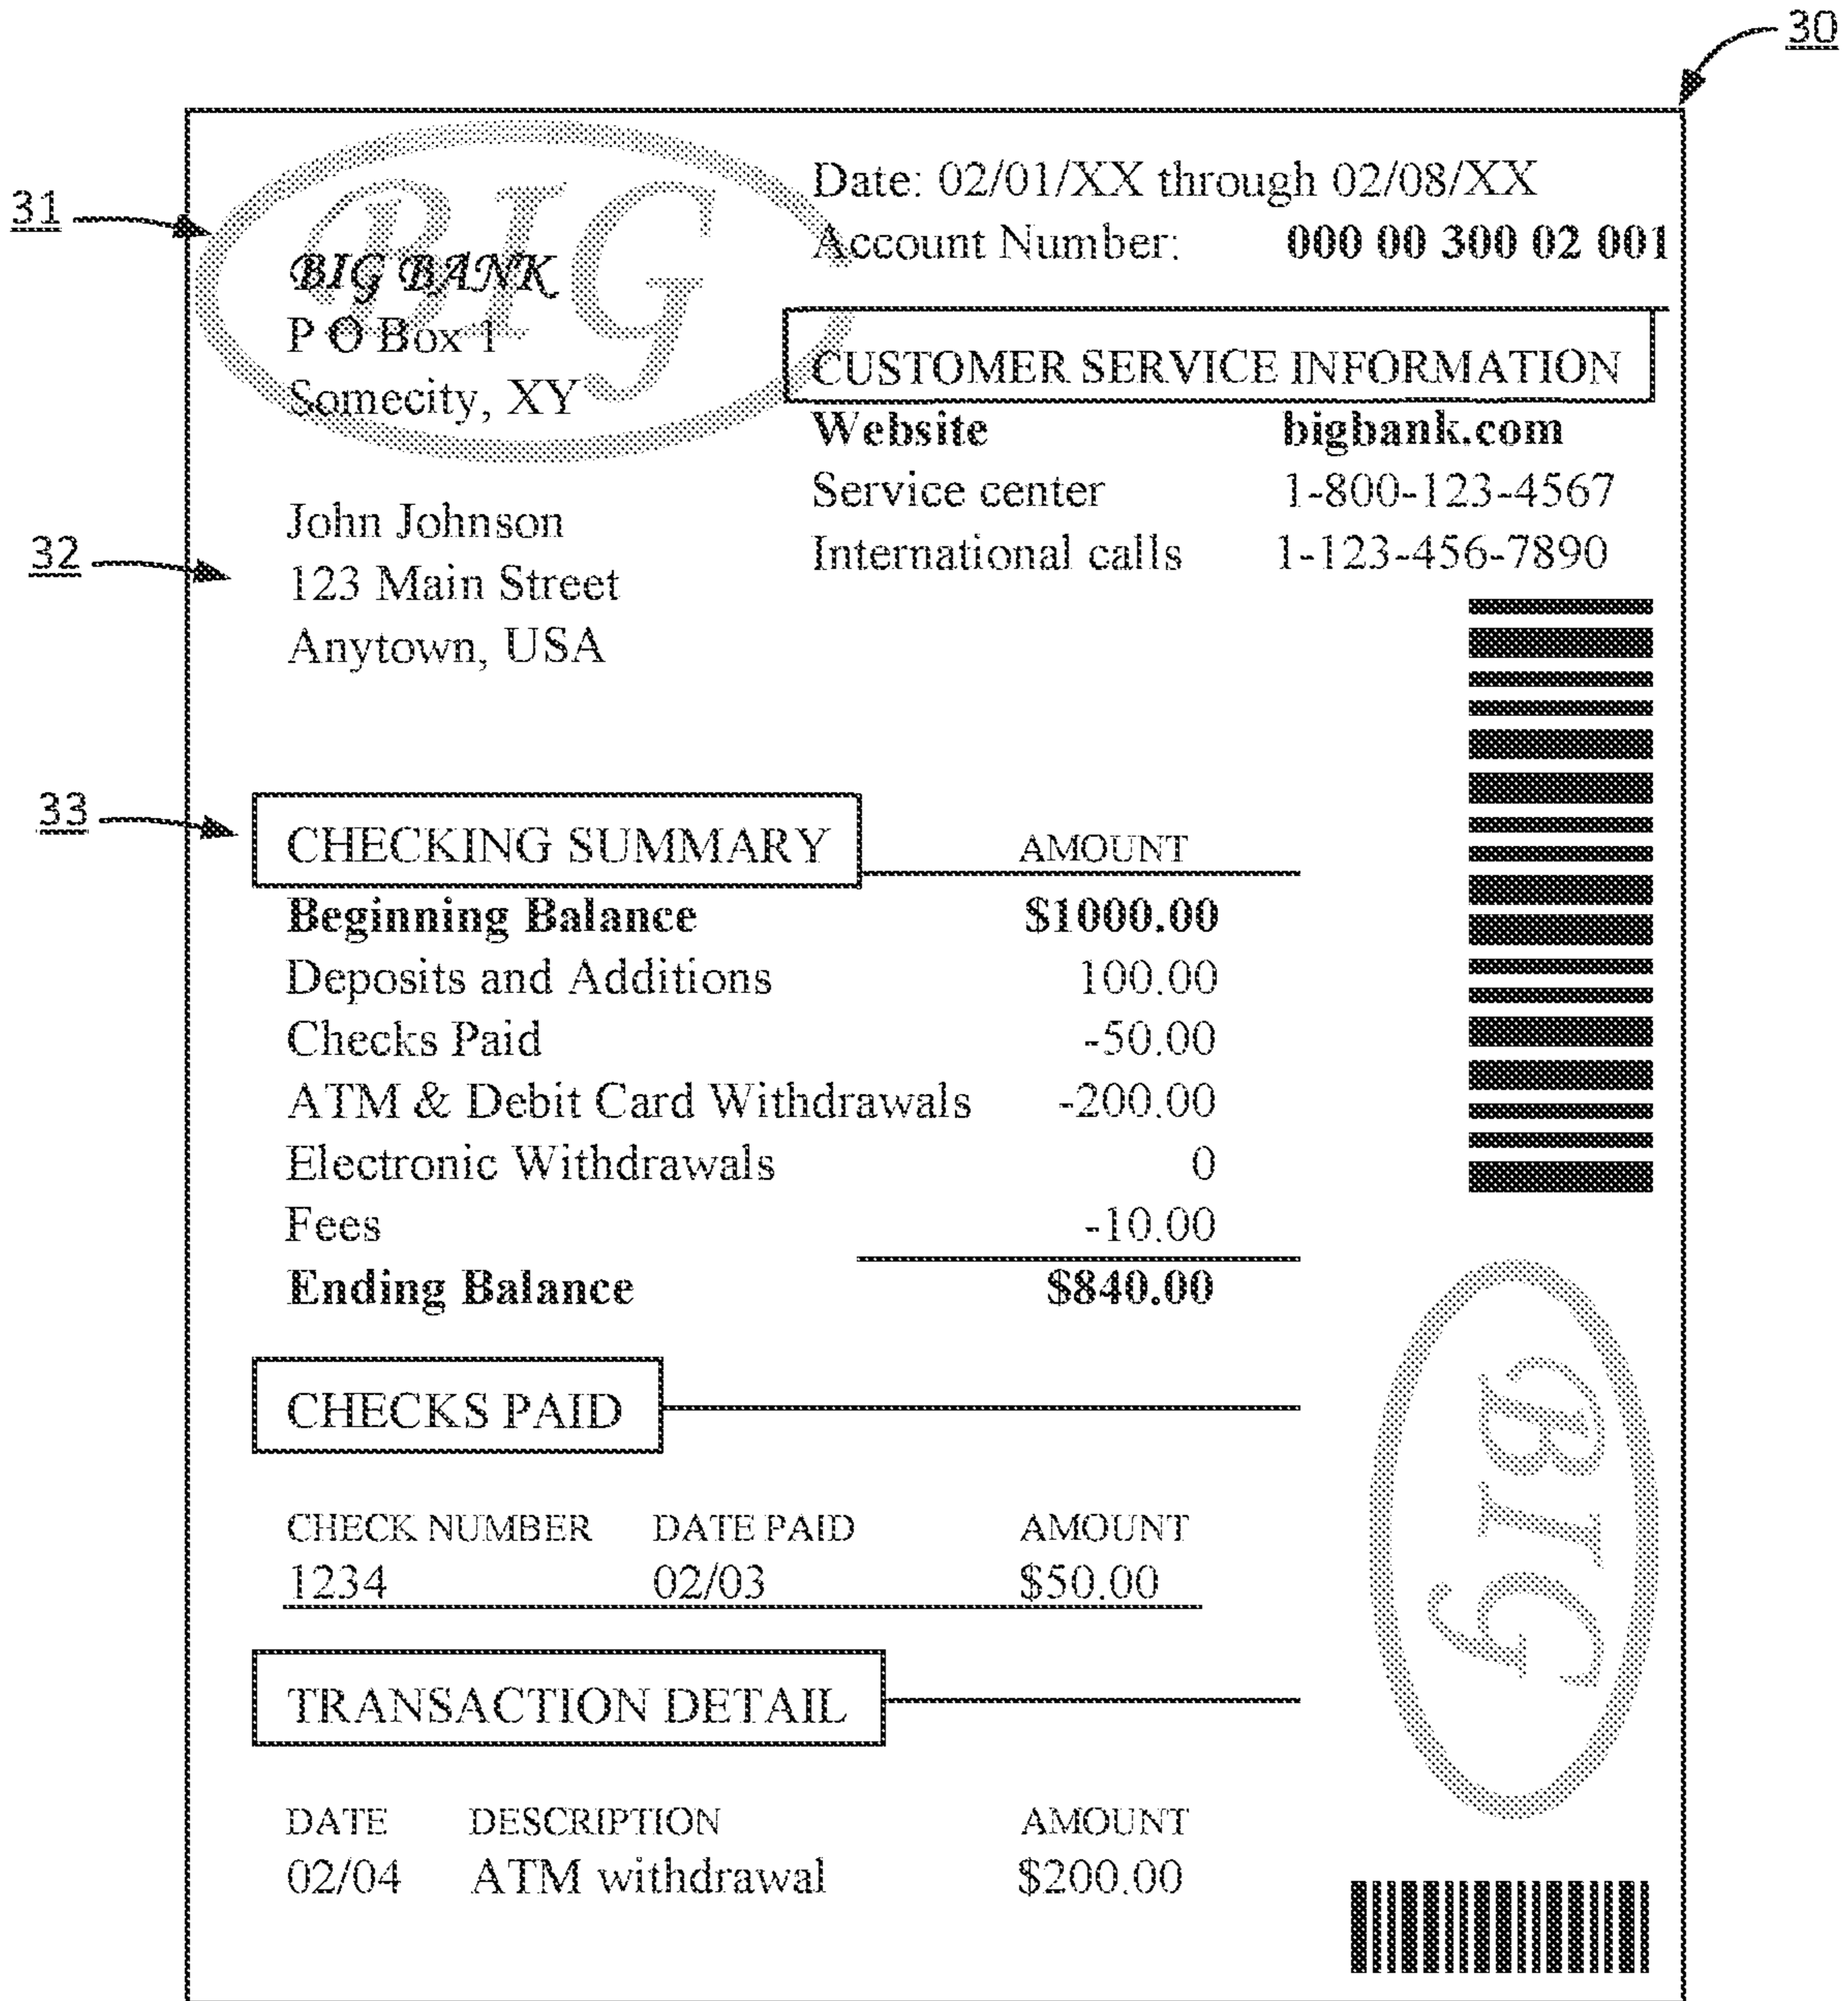 30
31
BIG
BIG BANK
P O Box 1
Somecity, XY
Date: 02/01/XX through 02/08/XX
Account Number: 000 00 300 02 001
CUSTOMER SERVICE INFORMATION
Website bigbank.com
Service center 1-800-123-4567
International calls 1-123-456-7890
32
John Johnson
123 Main Street
Anytown, USA
33
CHECKING SUMMARY AMOUNT
Beginning Balance $1000.00
Deposits and Additions 100.00
Checks Paid -50.00
ATM & Debit Card Withdrawals -200.00
Electronic Withdrawals 0
Fees -10.00
Ending Balance $840.00
CHECKS PAID
CHECK NUMBER DATE PAID AMOUNT
1234 02/03 $50.00
TRANSACTION DETAIL
DATE DESCRIPTION AMOUNT
02/04 ATM withdrawal $200.00
BIG